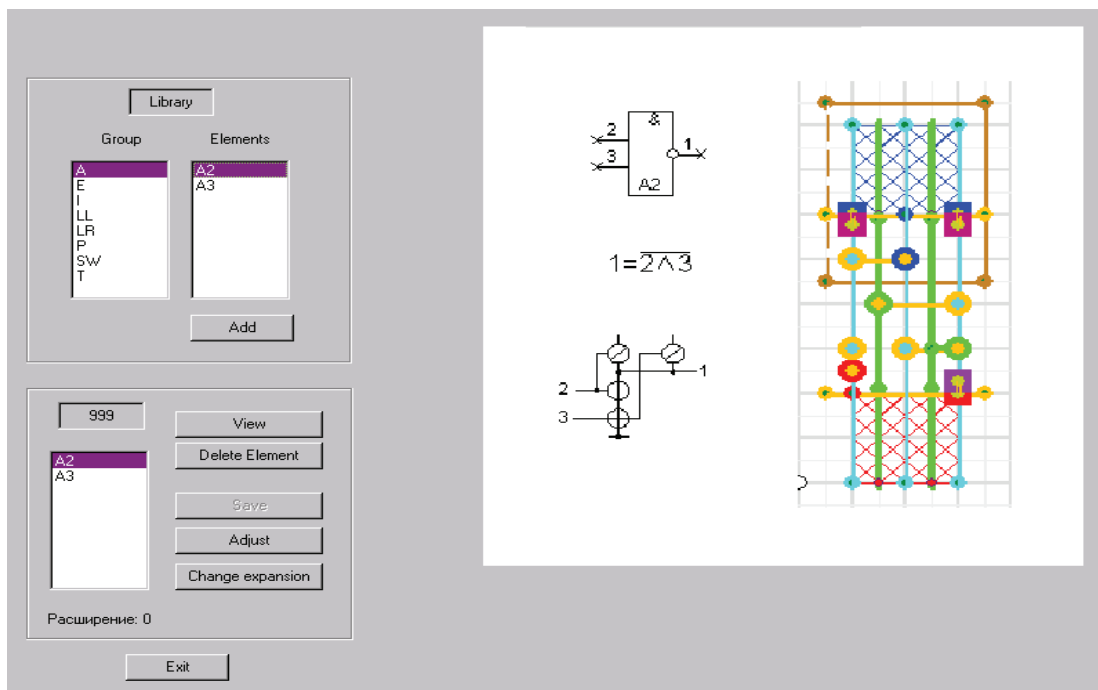 Library
Group Elements
A
E
I
LL
LR
P
SW
T
A2
A3
Add
999
A2
A3
View
Delete Element
Save
Adjust
Change expansion
Расширение: 0
Exit
&
2
3
1
A2
1=2∧3
1
2
3